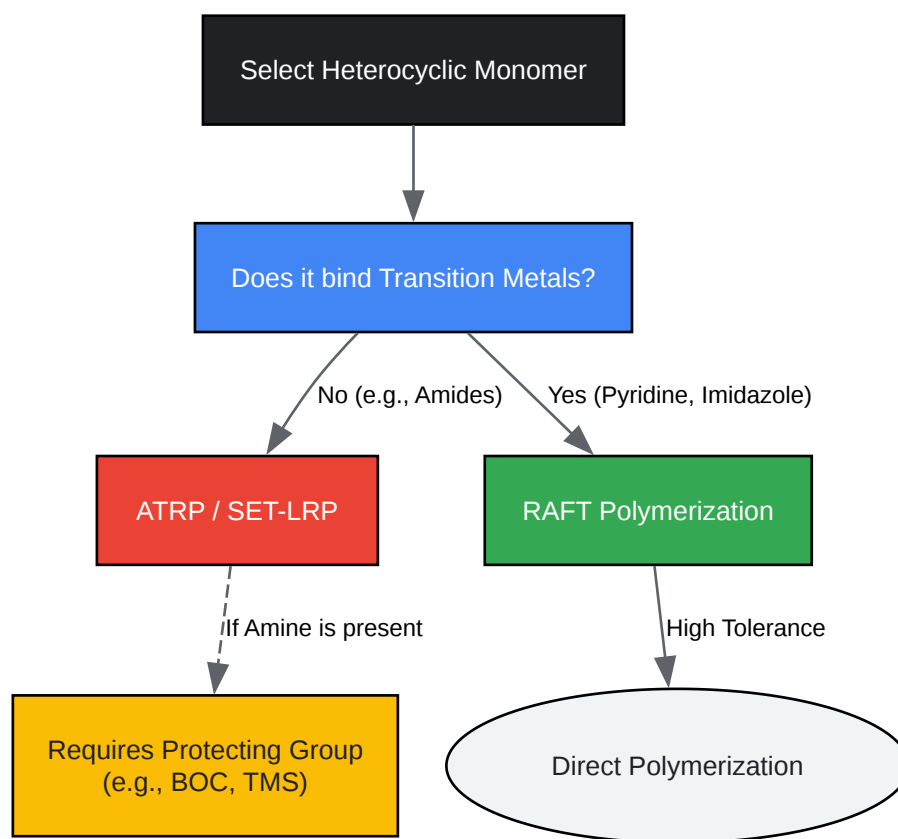 Select Heterocyclic Monomer
Does it bind Transition Metals?
No (e.g., Amides)
Yes (Pyridine, Imidazole)
ATRP / SET-LRP
RAFT Polymerization
If Amine is present
High Tolerance
Requires Protecting Group
(e.g., BOC, TMS)
Direct Polymerization